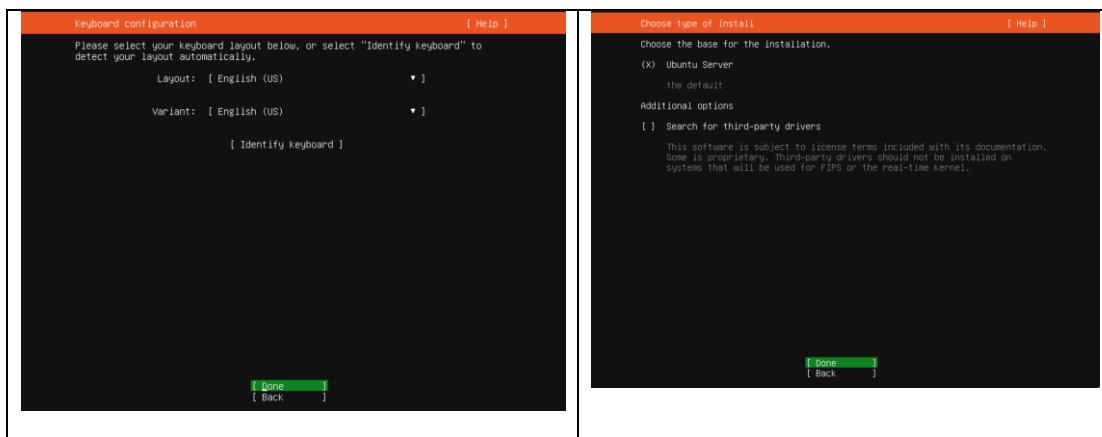 Keyboard configuration [ Help ]
Please select your keyboard layout below, or select "Identify keyboard" to
detect your layout automatically.
Layout: [ English (US) ▾ ]
Variant: [ English (US) ▾ ]
[ Identify keyboard ]
[ Done ]
[ Back ]
Choose type of install [ Help ]
Choose the base for the installation.
(X) Ubuntu Server
the default
Additional options
[ ] Search for third-party drivers
This software is subject to license terms included with its documentation.
Some is proprietary. Third-party drivers should not be installed on
systems that will be used for FIPS or the real-time kernel.
[ Done ]
[ Back ]